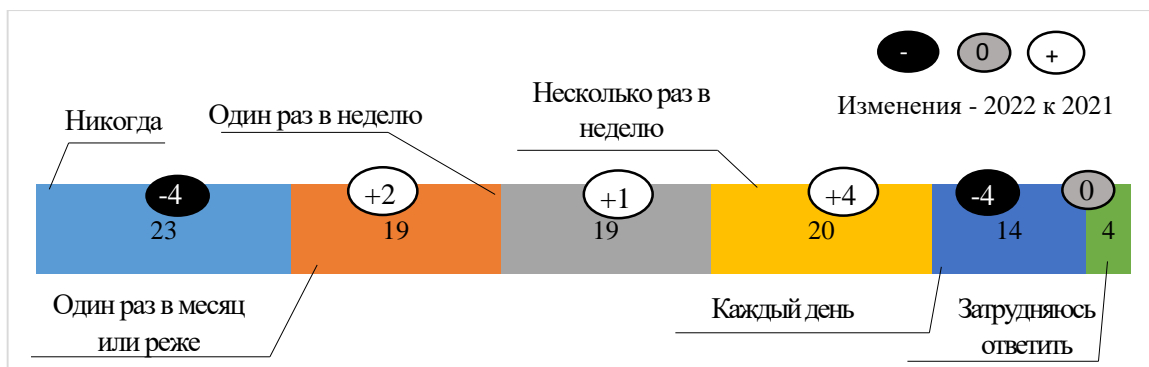 - 0 +
Изменения - 2022 к 2021
Никогда
Один раз в неделю
Несколько раз в
неделю
-4 +2 +1 +4 -4 0
23 19 19 20 14 4
Один раз в месяц
или реже
Каждый день
Затрудняюсь
ответить